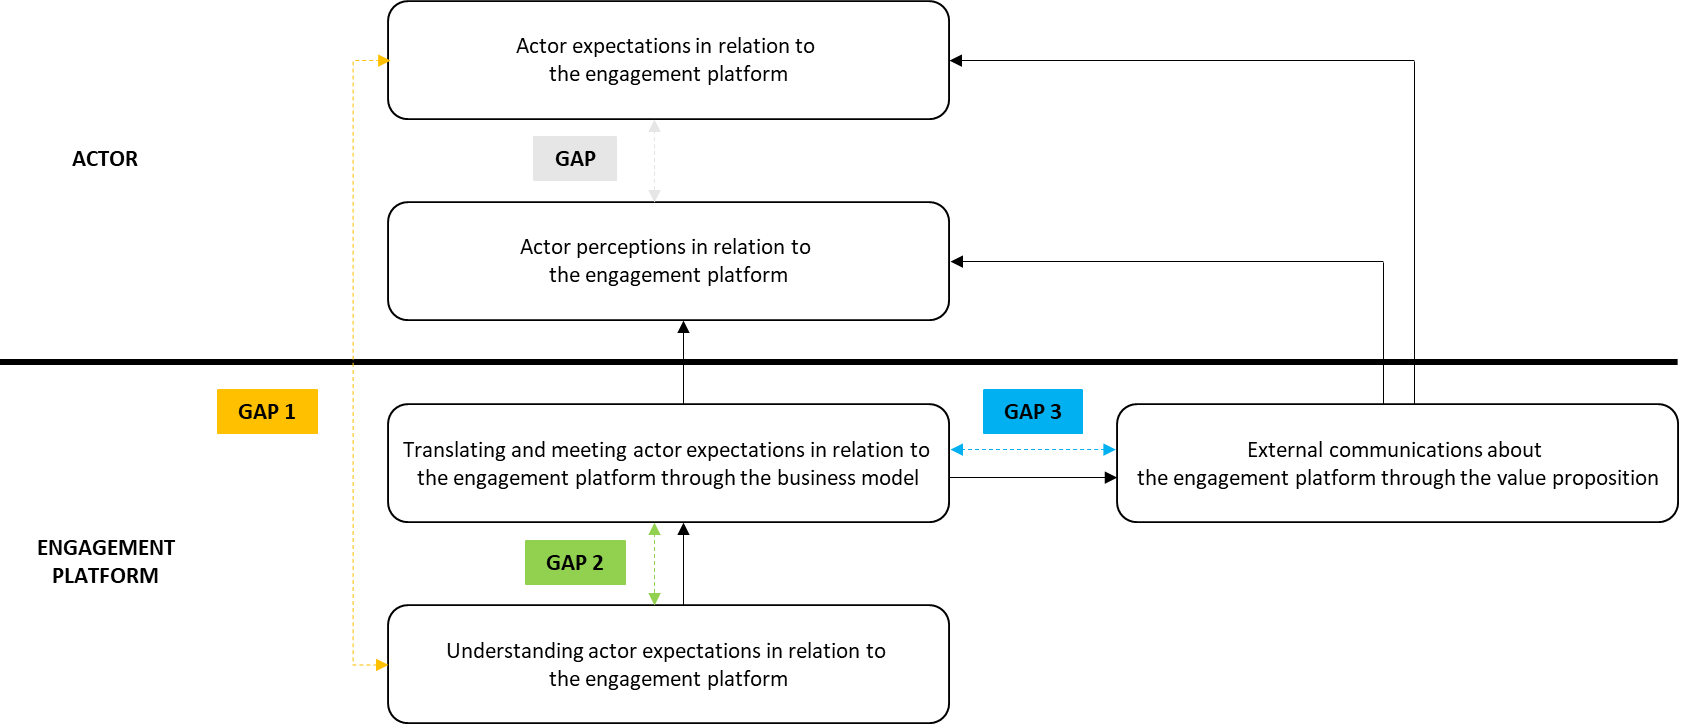 Actor expectations in relation to
the engagement platform
ACTOR
GAP
Actor perceptions in relation to
the engagement platform
GAP 1
GAP 3
Translating and meeting actor expectations in relation to
the engagement platform through the business model
External communications about
the engagement platform through the value proposition
ENGAGEMENT
PLATFORM
GAP 2
Understanding actor expectations in relation to
the engagement platform